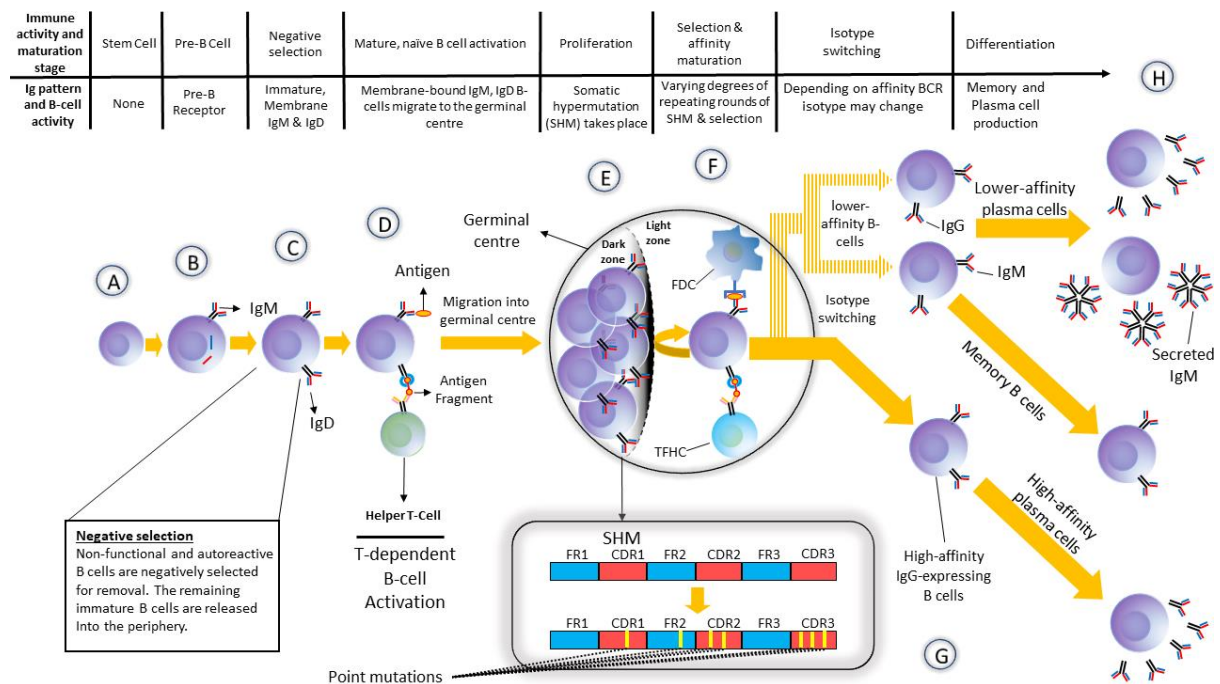 Immune
activity and
maturation
stage
Stem Cell
Pre-B Cell
Negative
selection
Mature, naïve B cell activation
Proliferation
Selection &
affinity
maturation
Isotype
switching
Differentiation
Ig pattern
and B-cell
activity
None
Pre-B
Receptor
Immature,
Membrane
IgM & IgD
Membrane-bound IgM, IgD B-
cells migrate to the germinal
centre
Somatic
hypermutation
(SHM) takes place
Varying degrees of
repeating rounds of
SHM & selection
Depending on affinity BCR
isotype may change
Memory and
Plasma cell
production
H
A
B
C
D
E
F
IgM
IgD
Antigen
Antigen
Fragment
Helper T-Cell
T-dependent
B-cell
Activation
Migration into
germinal centre
Germinal
centre
Dark
zone
Light
zone
FDC
TFHC
lower-
affinity B-
cells
Isotype
switching
IgG
IgM
Lower-affinity
plasma cells
Secreted
IgM
Memory B cells
High-affinity
plasma cells
High-affinity
IgG-expressing
B cells
G
Negative selection
Non-functional and autoreactive
B cells are negatively selected
for removal. The remaining
immature B cells are released
Into the periphery.
SHM
FR1 CDR1 FR2 CDR2 FR3 CDR3
FR1 CDR1 FR2 CDR2 FR3 CDR3
Point mutations